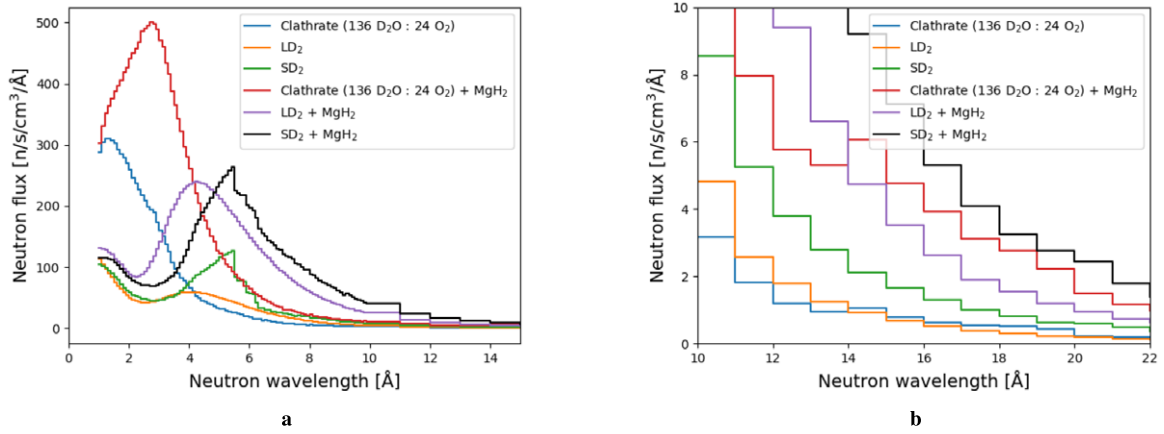 500
400
300
200
100
0
Neutron flux [n/s/cm³/Å]
Clathrate (136 D₂O : 24 O₂)
LD₂
SD₂
Clathrate (136 D₂O : 24 O₂) + MgH₂
LD₂ + MgH₂
SD₂ + MgH₂
0 2 4 6 8 10 12 14
Neutron wavelength [Å]
a
10
8
6
4
2
0
Neutron flux [n/s/cm³/Å]
Clathrate (136 D₂O : 24 O₂)
LD₂
SD₂
Clathrate (136 D₂O : 24 O₂) + MgH₂
LD₂ + MgH₂
SD₂ + MgH₂
10 12 14 16 18 20 22
Neutron wavelength [Å]
b